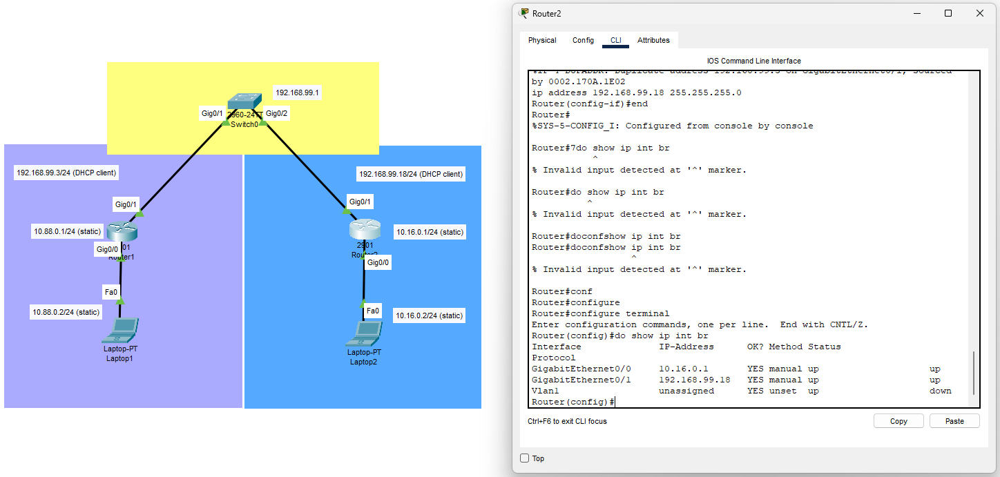 192.168.99.1
Gig0/1
Gig0/2
Switch0
192.168.99.3/24 (DHCP client)
192.168.99.18/24 (DHCP client)
Gig0/1
Gig0/1
10.88.0.1/24 (static)
10.16.0.1/24 (static)
01
Gig0/0
Router1
2901
Gig0/0
Fa0
Fa0
10.88.0.2/24 (static)
10.16.0.2/24 (static)
Laptop-PT
Laptop1
Laptop-PT
Laptop2
Router2
Physical Config CLI Attributes
IOS Command Line Interface
Duplicate address 192.168.99.3 on GigabitEthernet0/1, sourced
by 0002.170A.1E02
ip address 192.168.99.18 255.255.255.0
Router(config-if)#end
Router#
%SYS-5-CONFIG_I: Configured from console by console
Router#7do show ip int br
^
% Invalid input detected at '^' marker.
Router#do show ip int br
^
% Invalid input detected at '^' marker.
Router#doconfshow ip int br
Router#doconfshow ip int br
^
% Invalid input detected at '^' marker.
Router#conf
Router#configure
Router#configure terminal
Enter configuration commands, one per line. End with CNTL/Z.
Router(config)#do show ip int br
Interface IP-Address OK? Method Status
Protocol
GigabitEthernet0/0 10.16.0.1 YES manual up up
GigabitEthernet0/1 192.168.99.18 YES manual up up
Vlan1 unassigned YES unset up down
Router(config)#
Ctrl+F6 to exit CLI focus
Copy
Paste
Top